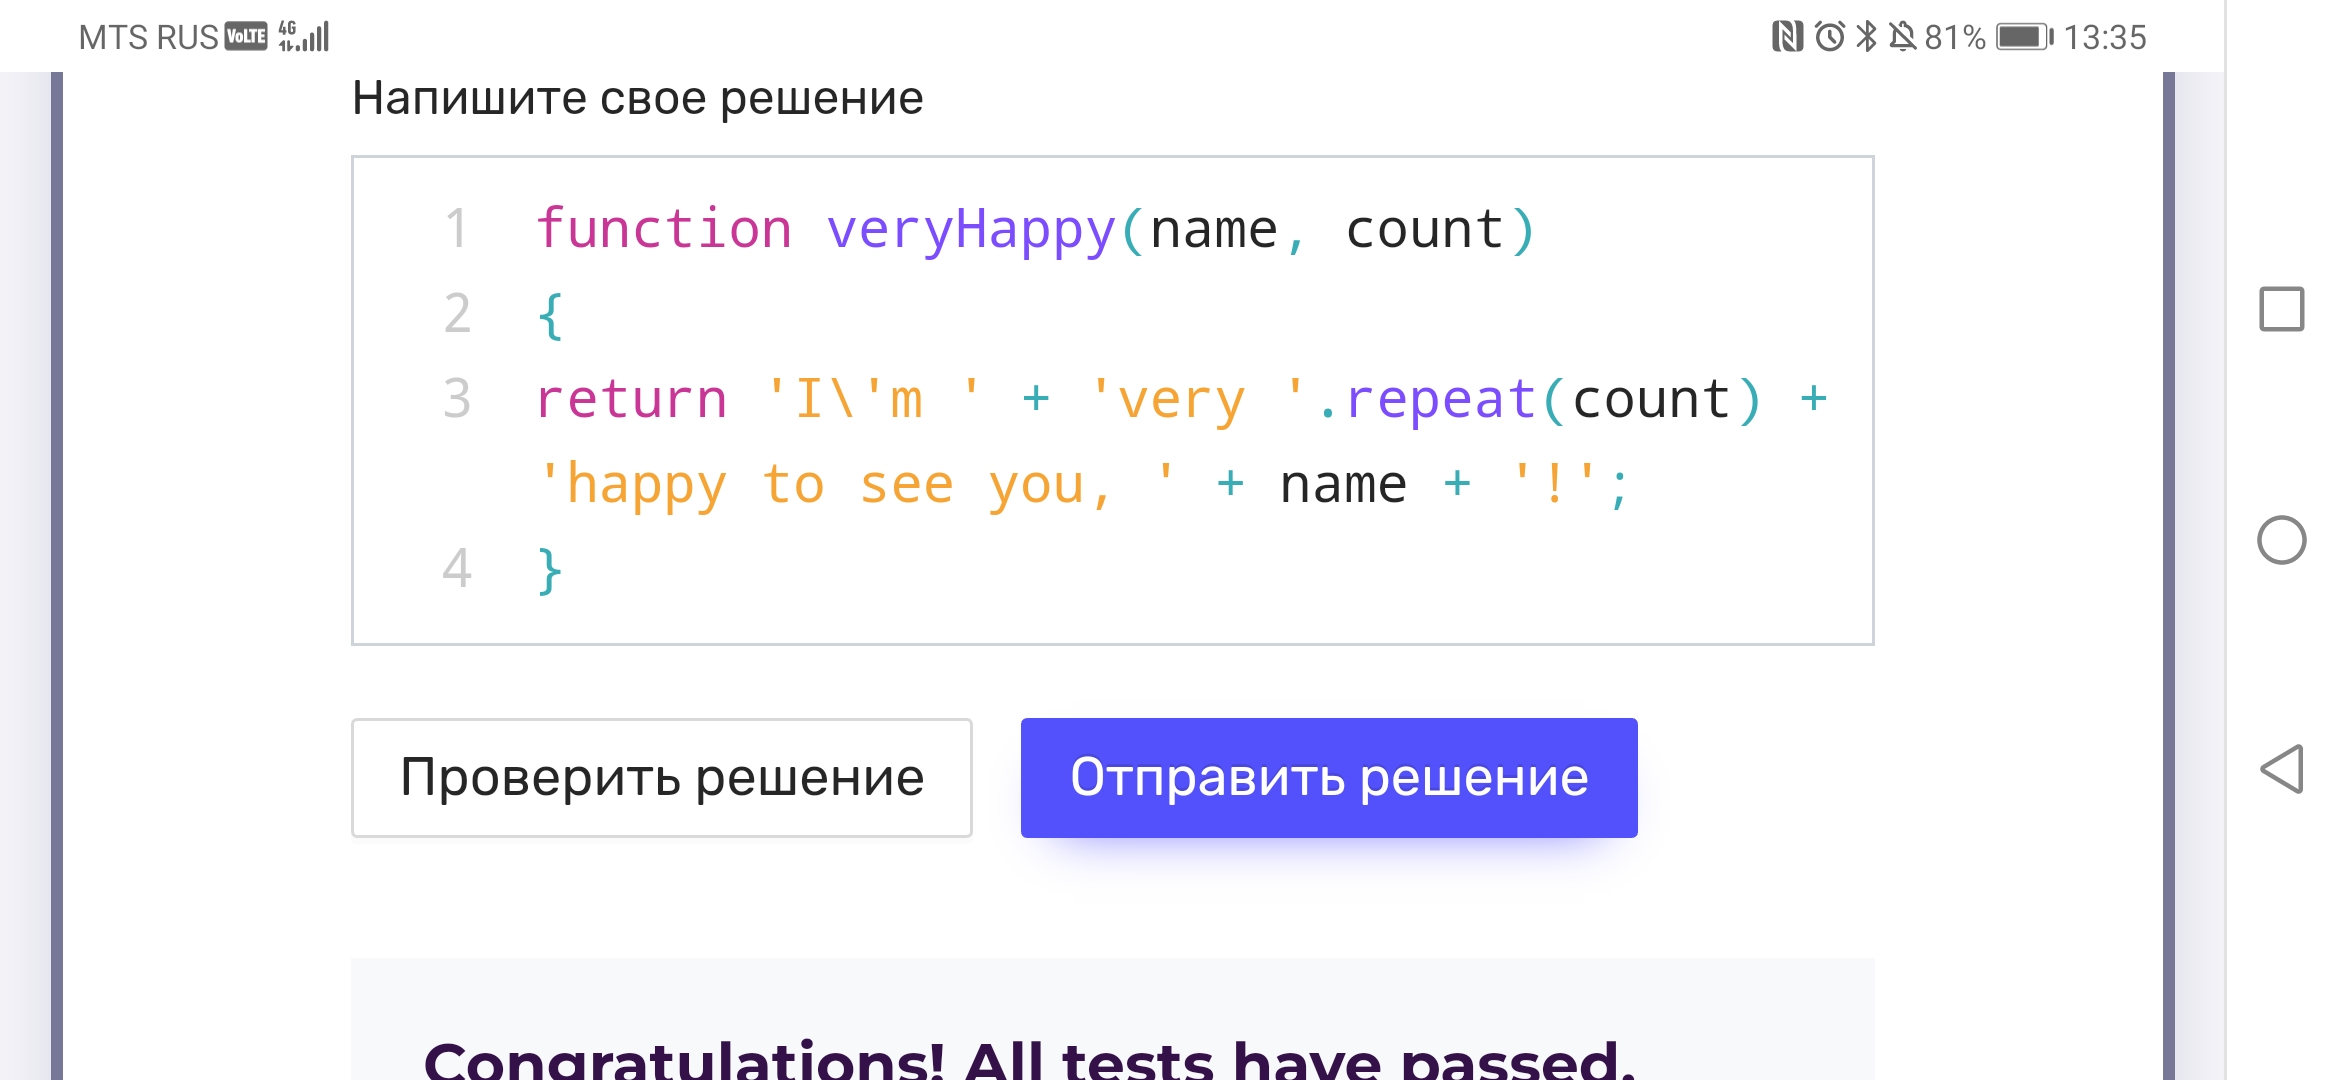 MTS RUS VoLTE 4G 81% 13:35
Напишите свое решение
1 function veryHappy(name, count)
2 {
3 return 'I\'m ' + 'very '.repeat(count) +
'happy to see you, ' + name + '!';
4 }
Проверить решение Отправить решение
Congratulations! All tests have passed.